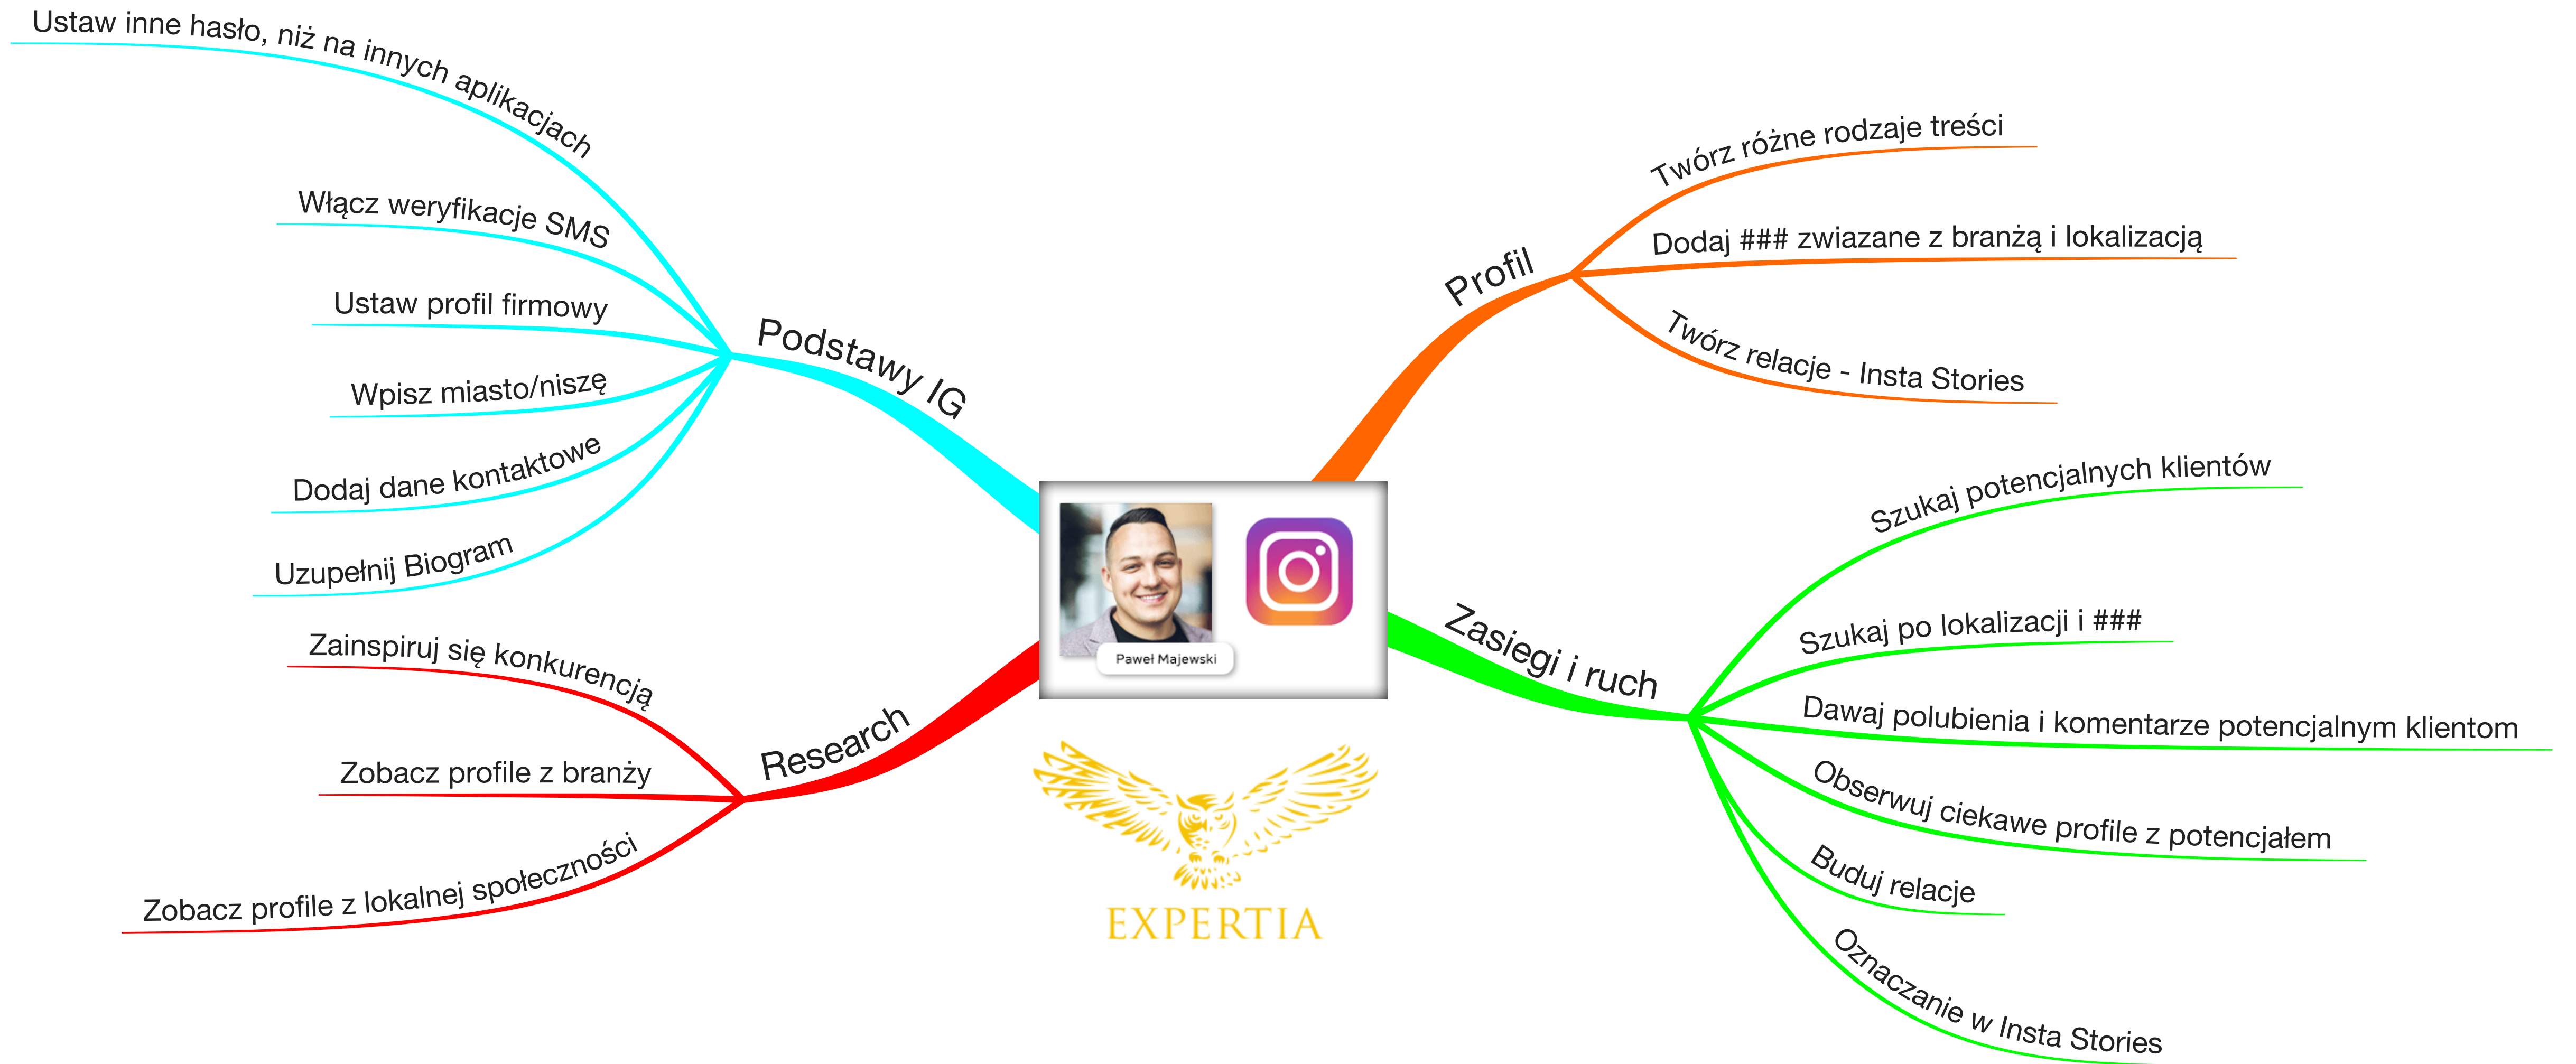 Podstawy IG
Ustaw inne hasło, niż na innych aplikacjach
Włącz weryfikacje SMS
Ustaw profil firmowy
Wpisz miasto/niszę
Dodaj dane kontaktowe
Uzupełnij Biogram
Research
Zainspiruj się konkurencją
Zobacz profile z branży
Zobacz profile z lokalnej społeczności
Paweł Majewski
EXPERTIA
Profil
Twórz różne rodzaje treści
Dodaj ### zwiazane z branżą i lokalizacją
Twórz relacje - Insta Stories
Zasiegi i ruch
Szukaj potencjalnych klientów
Szukaj po lokalizacji i ###
Dawaj polubienia i komentarze potencjalnym klientom
Obserwuj ciekawe profile z potencjałem
Buduj relacje
Oznaczanie w Insta Stories